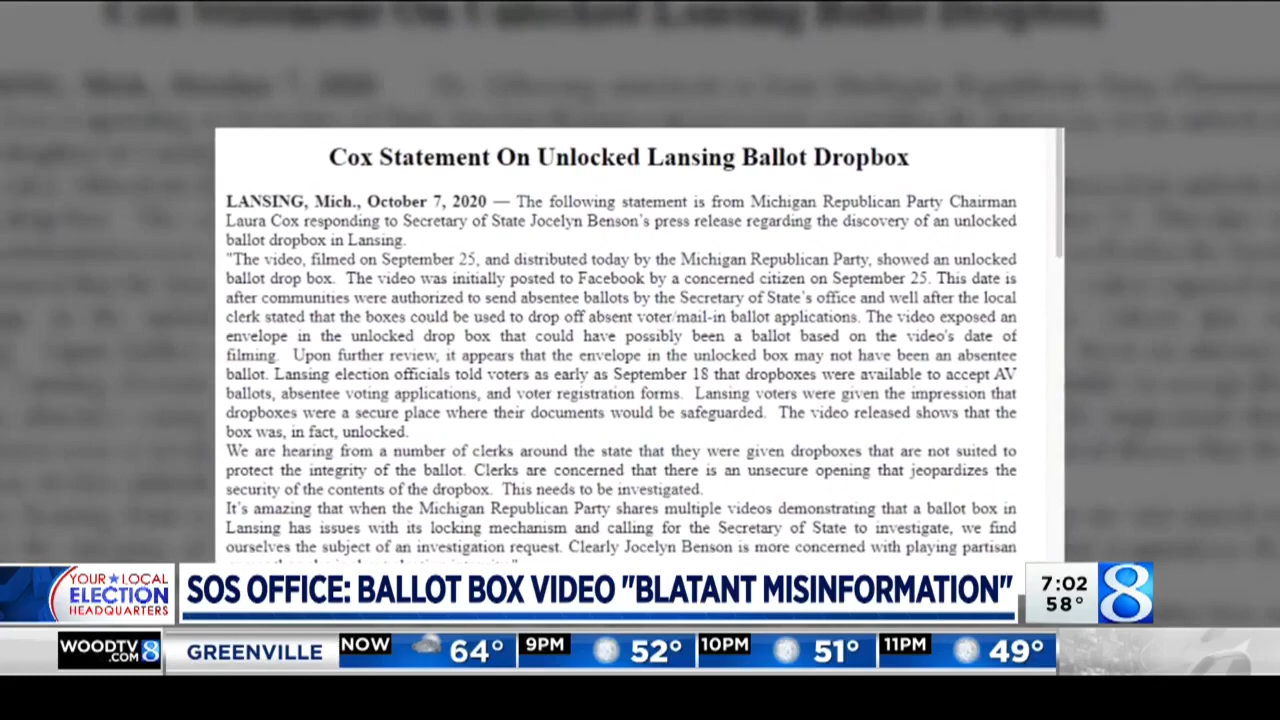 Cox Statement On Unlocked Lansing Ballot Dropbox
LANSING, Mich., October 7, 2020 — The following statement is from Michigan Republican Party Chairman
Laura Cox responding to Secretary of State Jocelyn Benson's press release regarding the discovery of an unlocked
ballot dropbox in Lansing.
"The video, filmed on September 25, and distributed today by the Michigan Republican Party, showed an unlocked
ballot drop box. The video was initially posted to Facebook by a concerned citizen on September 25. This date is
after communities were authorized to send absentee ballots by the Secretary of State's office and well after the local
clerk stated that the boxes could be used to drop off absent voter/mail-in ballot applications. The video exposed an
envelope in the unlocked drop box that could have possibly been a ballot based on the video's date of
filming. Upon further review, it appears that the envelope in the unlocked box may not have been an absentee
ballot. Lansing election officials told voters as early as September 18 that dropboxes were available to accept AV
ballots, absentee voting applications, and voter registration forms. Lansing voters were given the impression that
dropboxes were a secure place where their documents would be safeguarded. The video released shows that the
box was, in fact, unlocked.
We are hearing from a number of clerks around the state that they were given dropboxes that are not suited to
protect the integrity of the ballot. Clerks are concerned that there is an unsecure opening that jeopardizes the
security of the contents of the dropbox. This needs to be investigated.
It's amazing that when the Michigan Republican Party shares multiple videos demonstrating that a ballot box in
Lansing has issues with its locking mechanism and calling for the Secretary of State to investigate, we find
ourselves the subject of an investigation request. Clearly Jocelyn Benson is more concerned with playing partisan
YOUR LOCAL
ELECTION
HEADQUARTERS
SOS OFFICE: BALLOT BOX VIDEO "BLATANT MISINFORMATION"
7:02
58°
8
WOODTV
.COM 8
GREENVILLE
NOW
64°
9PM
52°
10PM
51°
11PM
49°